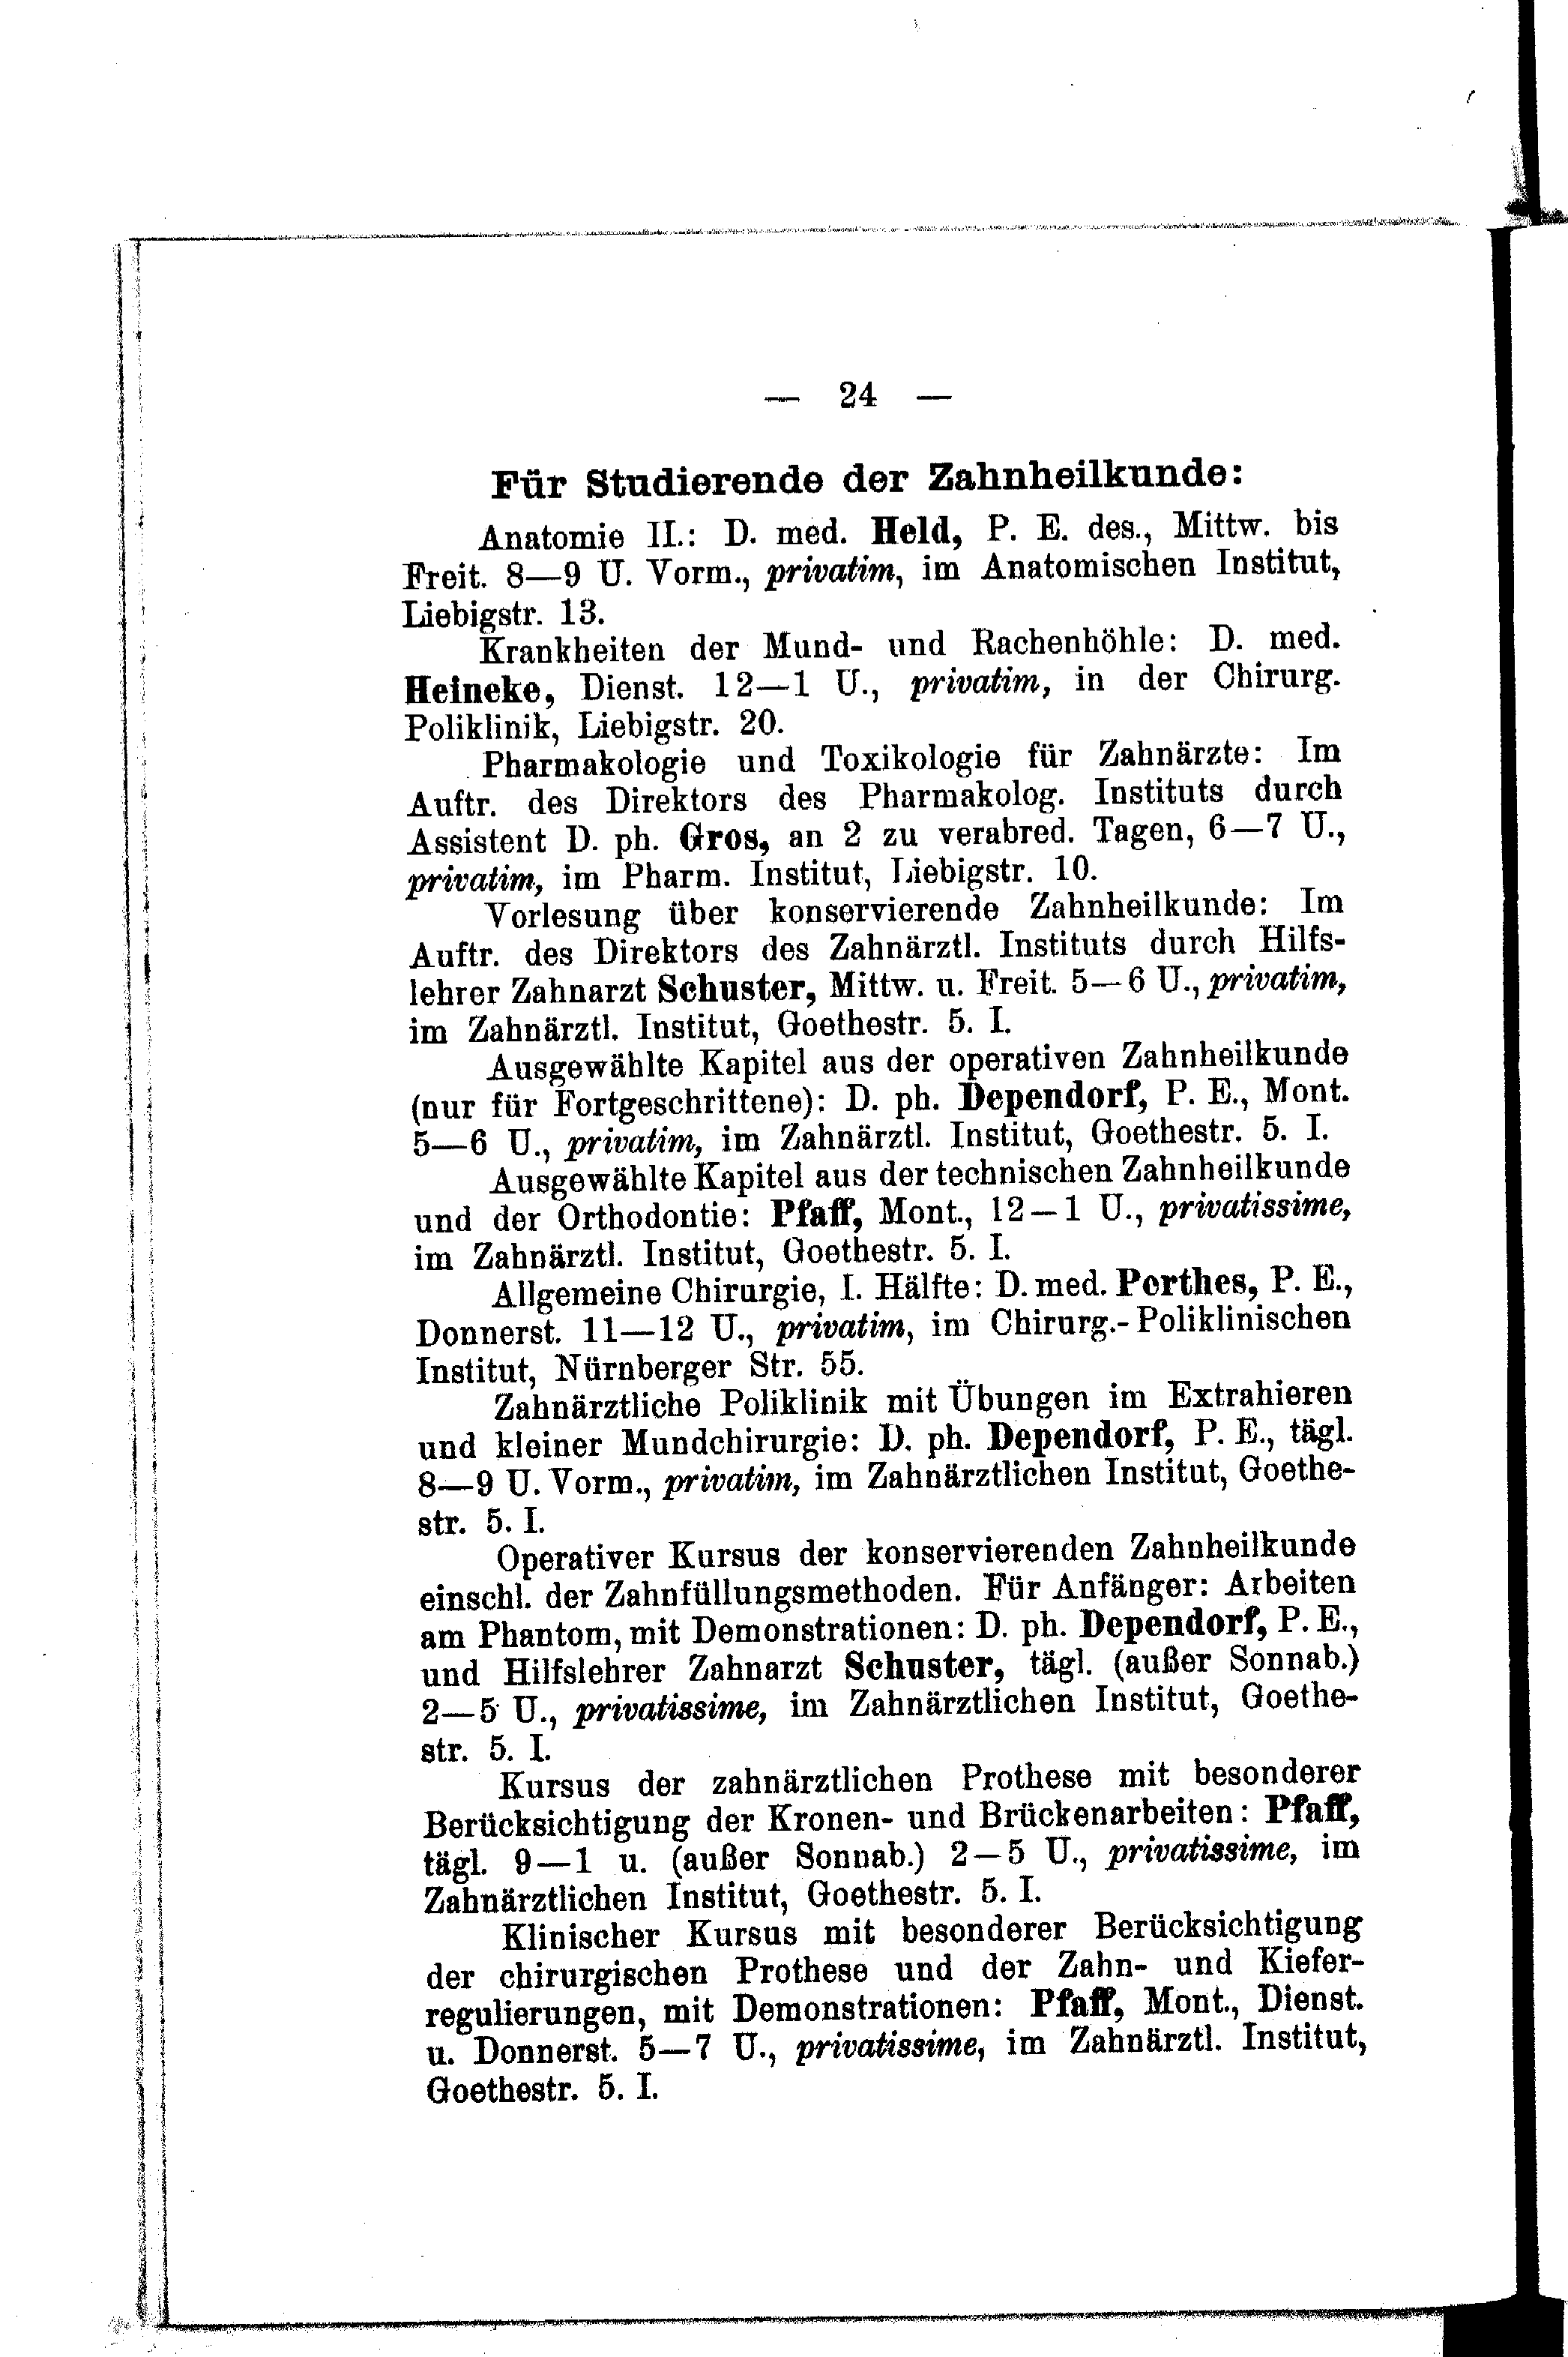 — 24 —
Für Studierende der Zahnheilkunde:
Anatomie II.: D. med. Held, P. E. des., Mittw. bis
Freit. 8—9 U. Vorm., privatim, im Anatomischen Institut,
Liebigstr. 13.
Krankheiten der Mund- und Rachenhöhle: D. med.
Heineke, Dienst. 12—1 U., privatim, in der Chirurg.
Poliklinik, Liebigstr. 20.
Pharmakologie und Toxikologie für Zahnärzte: Im
Auftr. des Direktors des Pharmakolog. Instituts durch
Assistent D. ph. Gros, an 2 zu verabred. Tagen, 6—7 U.,
privatim, im Pharm. Institut, Liebigstr. 10.
Vorlesung über konservierende Zahnheilkunde: Im
Auftr. des Direktors des Zahnärztl. Instituts durch Hilfs-
lehrer Zahnarzt Schuster, Mittw. u. Freit. 5—6 U., privatim,
im Zahnärztl. Institut, Goethestr. 5. I.
Ausgewählte Kapitel aus der operativen Zahnheilkunde
(nur für Fortgeschrittene): D. ph. Dependorf, P. E., Mont.
5—6 U., privatim, im Zahnärztl. Institut, Goethestr. 5. I.
Ausgewählte Kapitel aus der technischen Zahnheilkunde
und der Orthodontie: Pfaff, Mont., 12—1 U., privatissime,
im Zahnärztl. Institut, Goethestr. 5. I.
Allgemeine Chirurgie, I. Hälfte: D. med. Perthes, P. E.,
Donnerst. 11—12 U., privatim, im Chirurg.-Poliklinischen
Institut, Nürnberger Str. 55.
Zahnärztliche Poliklinik mit Übungen im Extrahieren
und kleiner Mundchirurgie: D. ph. Dependorf, P. E., tägl.
8—9 U. Vorm., privatim, im Zahnärztlichen Institut, Goethe-
str. 5. I.
Operativer Kursus der konservierenden Zahnheilkunde
einschl. der Zahnfüllungsmethoden. Für Anfänger: Arbeiten
am Phantom, mit Demonstrationen: D. ph. Dependorf, P. E.,
und Hilfslehrer Zahnarzt Schuster, tägl. (außer Sonnab.)
2—5 U., privatissime, im Zahnärztlichen Institut, Goethe-
str. 5. I.
Kursus der zahnärztlichen Prothese mit besonderer
Berücksichtigung der Kronen- und Brückenarbeiten: Pfaff,
tägl. 9—1 u. (außer Sonnab.) 2—5 U., privatissime, im
Zahnärztlichen Institut, Goethestr. 5. I.
Klinischer Kursus mit besonderer Berücksichtigung
der chirurgischen Prothese und der Zahn- und Kiefer-
regulierungen, mit Demonstrationen: Pfaff, Mont., Dienst.
u. Donnerst. 5—7 U., privatissime, im Zahnärztl. Institut,
Goethestr. 5. I.